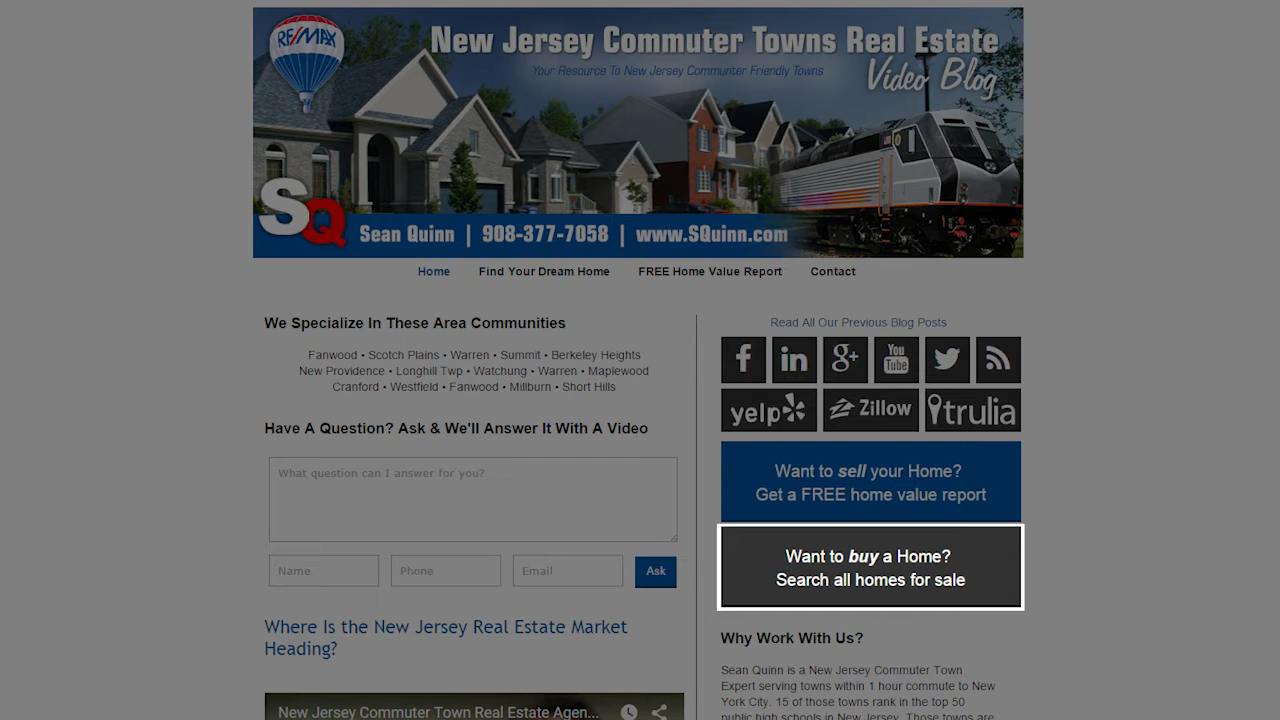 RE/MAX
New Jersey Commuter Towns Real Estate
Your Resource To New Jersey Communter Friendly Towns
Video Blog
SQ
Sean Quinn | 908-377-7058 | www.SQuinn.com
Home
Find Your Dream Home
FREE Home Value Report
Contact
We Specialize In These Area Communities
Fanwood • Scotch Plains • Warren • Summit • Berkeley Heights
New Providence • Longhill Twp • Watchung • Warren • Maplewood
Cranford • Westfield • Fanwood • Millburn • Short Hills
Have A Question? Ask & We'll Answer It With A Video
What question can I answer for you?
Name
Phone
Email
Ask
Where Is the New Jersey Real Estate Market
Heading?
New Jersey Commuter Town Real Estate Agen...
Read All Our Previous Blog Posts
f
in
g+
You
Tube
yelp
Zillow
trulia
Want to sell your Home?
Get a FREE home value report
Want to buy a Home?
Search all homes for sale
Why Work With Us?
Sean Quinn is a New Jersey Commuter Town
Expert serving towns within 1 hour commute to New
York City. 15 of those towns rank in the top 50
public high schools in New Jersey. Those towns are